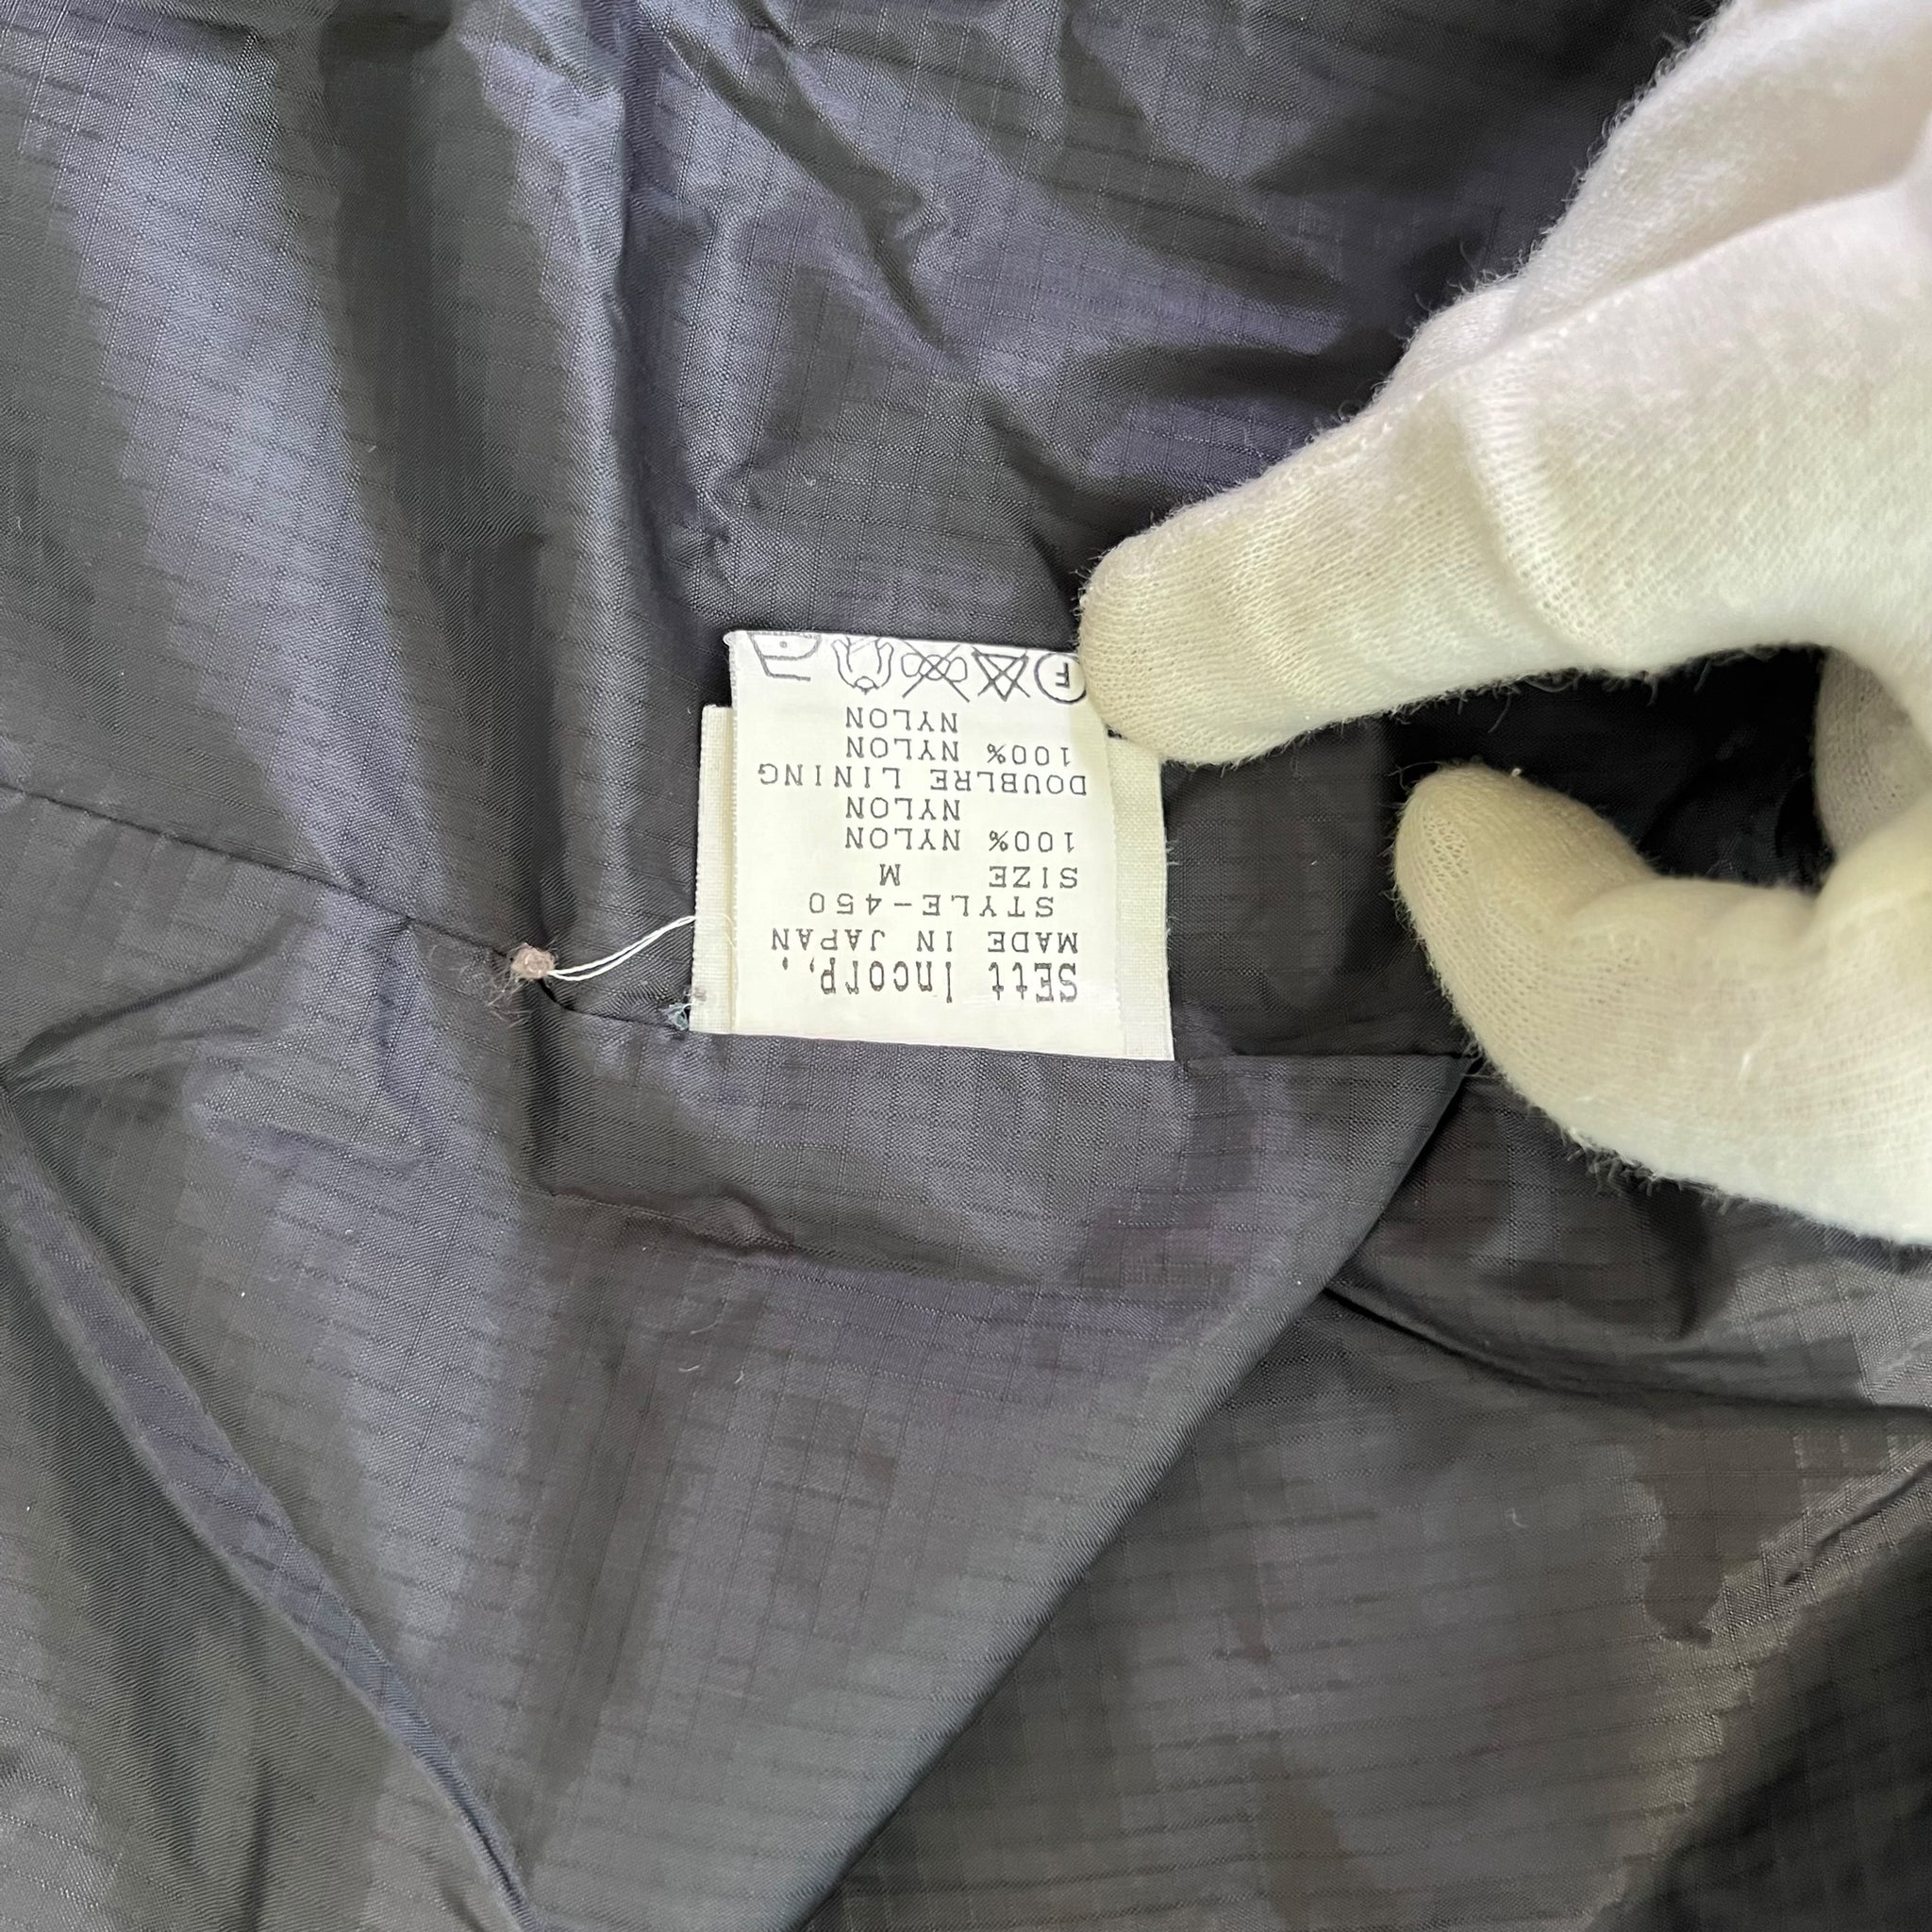 SEtt Incorp,.
MADE IN JAPAN
STYLE-450
SIZE M
100% NYLON
NYLON
DOUBLRE LINING
100% NYLON
NYLON
F